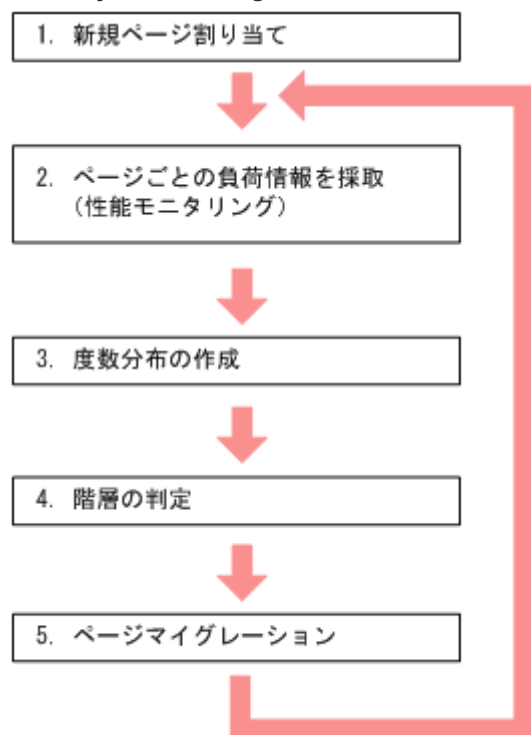 1. 新規ページ割り当て
2. ページごとの負荷情報を採取
(性能モニタリング)
3. 度数分布の作成
4. 階層の判定
5. ページマイグレーション